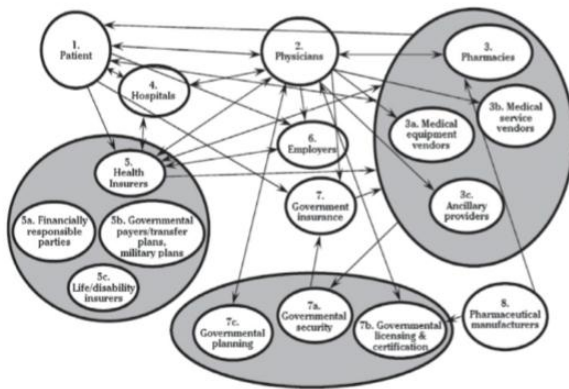 1.
Patient
2.
Physicians
3.
Pharmacies
4.
Hospitals
3b. Medical
service
vendors
3a. Medical
equipment
vendors
6.
Employers
5.
Health
Insurers
7.
Government
insurance
3c.
Ancillary
providers
5a. Financially
responsible
parties
5b. Governmental
payers/transfer
plans,
military plans
5c.
Life/disability
insurers
7a.
Governmental
security
7c.
Governmental
planning
7b. Governmental
licensing &
certification
8.
Pharmaceutical
manufacturers